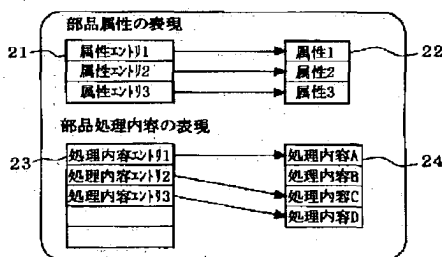 部品属性の表現
21
属性エントリ1
属性エントリ2
属性エントリ3
属性1
属性2
属性3
22
部品処理内容の表現
23
処理内容エントリ1
処理内容エントリ2
処理内容エントリ3
処理内容A
処理内容B
処理内容C
処理内容D
24